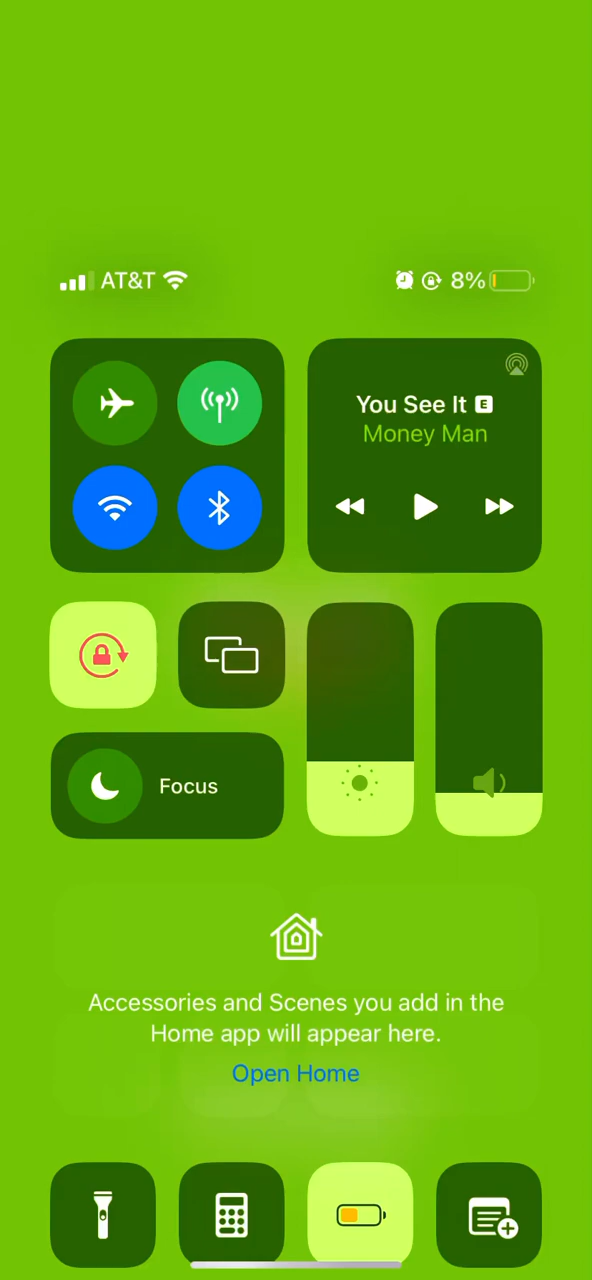 AT&T 8%
You See It E
Money Man
Focus
Accessories and Scenes you add in the
Home app will appear here.
Open Home